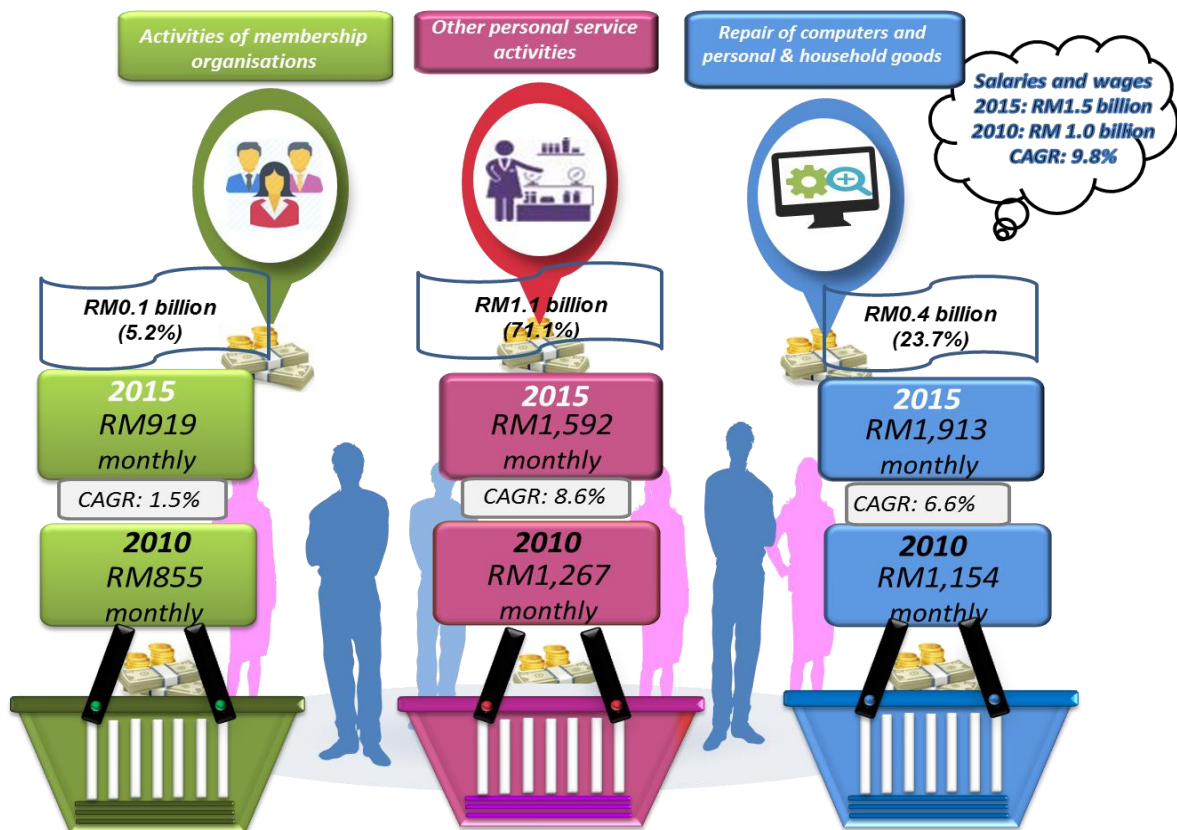 Activities of membership
organisations
Other personal service
activities
Repair of computers and
personal & household goods
Salaries and wages
2015: RM1.5 billion
2010: RM 1.0 billion
CAGR: 9.8%
RM0.1 billion
(5.2%)
RM1.1 billion
(71.1%)
RM0.4 billion
(23.7%)
2015
RM919
monthly
CAGR: 1.5%
2010
RM855
monthly
2015
RM1,592
monthly
CAGR: 8.6%
2010
RM1,267
monthly
2015
RM1,913
monthly
CAGR: 6.6%
2010
RM1,154
monthly